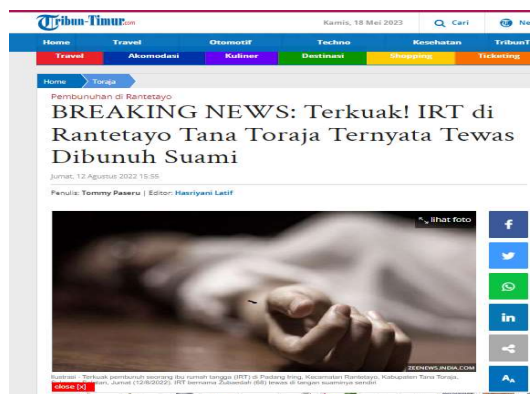 Tribun-Timur.com
Kamis, 18 Mei 2023
Cari
Home Travel Otomotif Techno Kesehatan
Travel Akomodasi Kuliner Destinasi Shopping Ticketing
Home Toraja
Pembunuhan di Rantetayo
BREAKING NEWS: Terkuak! IRT di
Rantetayo Tana Toraja Ternyata Tewas
Dibunuh Suami
Jumat, 12 Agustus 2022 15:55
Penulis: Tommy Paseru | Editor: Hasriyani Latif
lihat foto
ZEENEWS.INDIA.COM
Ilustrasi - Terkuak pembunuh seorang ibu rumah tangga (IRT) di Padang Iring, Kecamatan Rantetayo, Kabupaten Tana Toraja,
Jumat (12/8/2022). IRT bernama Zubaedah (68) tewas di tangan suaminya sendiri
close [x]